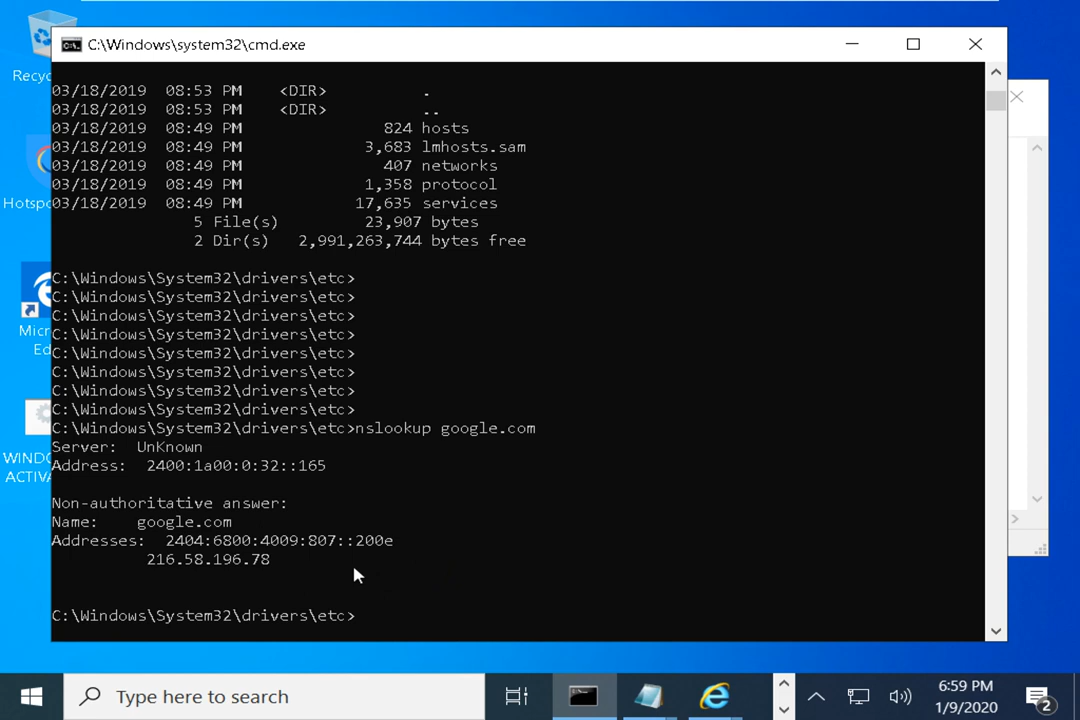 C:\Windows\system32\cmd.exe
03/18/2019 08:53 PM <DIR> .
03/18/2019 08:53 PM <DIR> ..
03/18/2019 08:49 PM 824 hosts
03/18/2019 08:49 PM 3,683 lmhosts.sam
03/18/2019 08:49 PM 407 networks
03/18/2019 08:49 PM 1,358 protocol
03/18/2019 08:49 PM 17,635 services
5 File(s) 23,907 bytes
2 Dir(s) 2,991,263,744 bytes free
C:\Windows\System32\drivers\etc>
C:\Windows\System32\drivers\etc>
C:\Windows\System32\drivers\etc>
C:\Windows\System32\drivers\etc>
C:\Windows\System32\drivers\etc>
C:\Windows\System32\drivers\etc>
C:\Windows\System32\drivers\etc>
C:\Windows\System32\drivers\etc>
C:\Windows\System32\drivers\etc>nslookup google.com
Server: UnKnown
Address: 2400:1a00:0:32::165
Non-authoritative answer:
Name: google.com
Addresses: 2404:6800:4009:807::200e
216.58.196.78
C:\Windows\System32\drivers\etc>
Recyc
Hotspo
Micr
Ed
WIND
ACTIVA
Type here to search
6:59 PM
1/9/2020
2